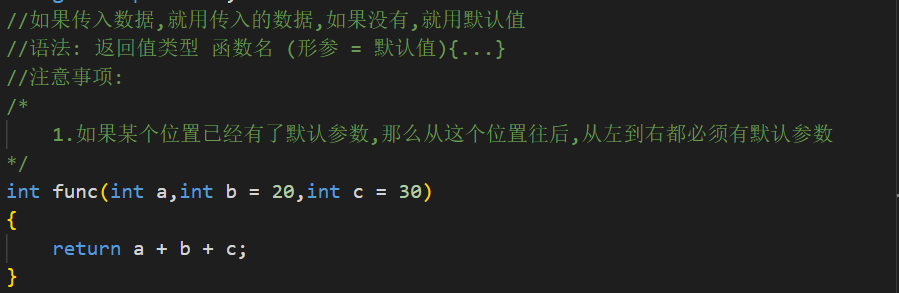 //如果传入数据,就用传入的数据,如果没有,就用默认值
//语法: 返回值类型 函数名 (形参 = 默认值){...}
//注意事项:
/*
    1.如果某个位置已经有了默认参数,那么从这个位置往后,从左到右都必须有默认参数
*/
int func(int a,int b = 20,int c = 30)
{
    return a + b + c;
}